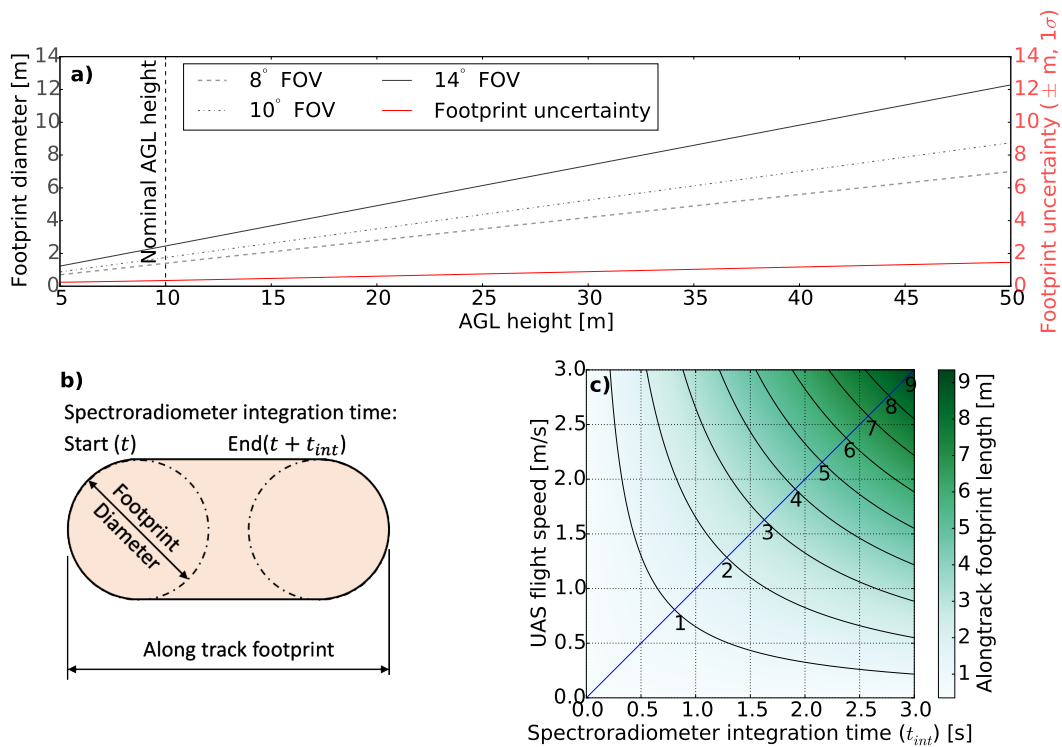 a)
Footprint diameter [m]
14
12
10
8
6
4
2
0
Nominal AGL height
8° FOV
10° FOV
14° FOV
Footprint uncertainty
14
12
10
8
6
4
2
0
Footprint uncertainty ( ± m, 1σ)
5 10 15 20 25 30 35 40 45 50
AGL height [m]
b)
Spectroradiometer integration time:
Start (t) End(t + t_int)
Footprint
Diameter
Along track footprint
c)
UAS flight speed [m/s]
3.0
2.5
2.0
1.5
1.0
0.5
0.0
9
8
7
6
5
4
3
2
1
0.0 0.5 1.0 1.5 2.0 2.5 3.0
Spectroradiometer integration time (t_int) [s]
9
8
7
6
5
4
3
2
1
Alongtrack footprint length [m]